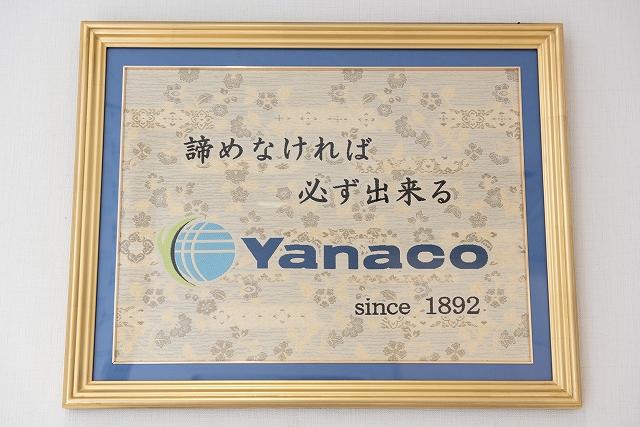 諦めなければ
必ず出来る
Yanaco
since 1892